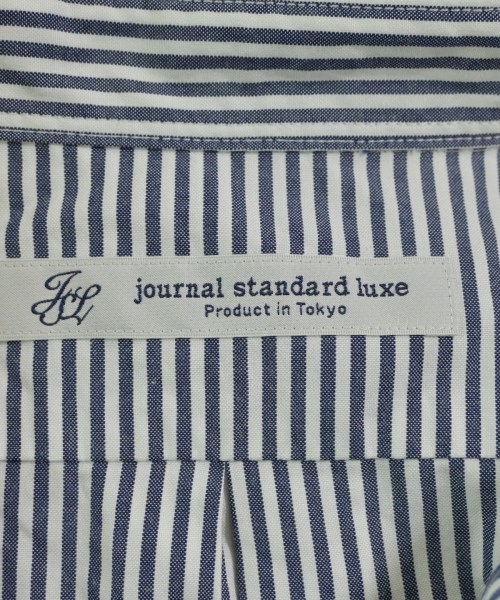 JSL
journal standard luxe
Product in Tokyo